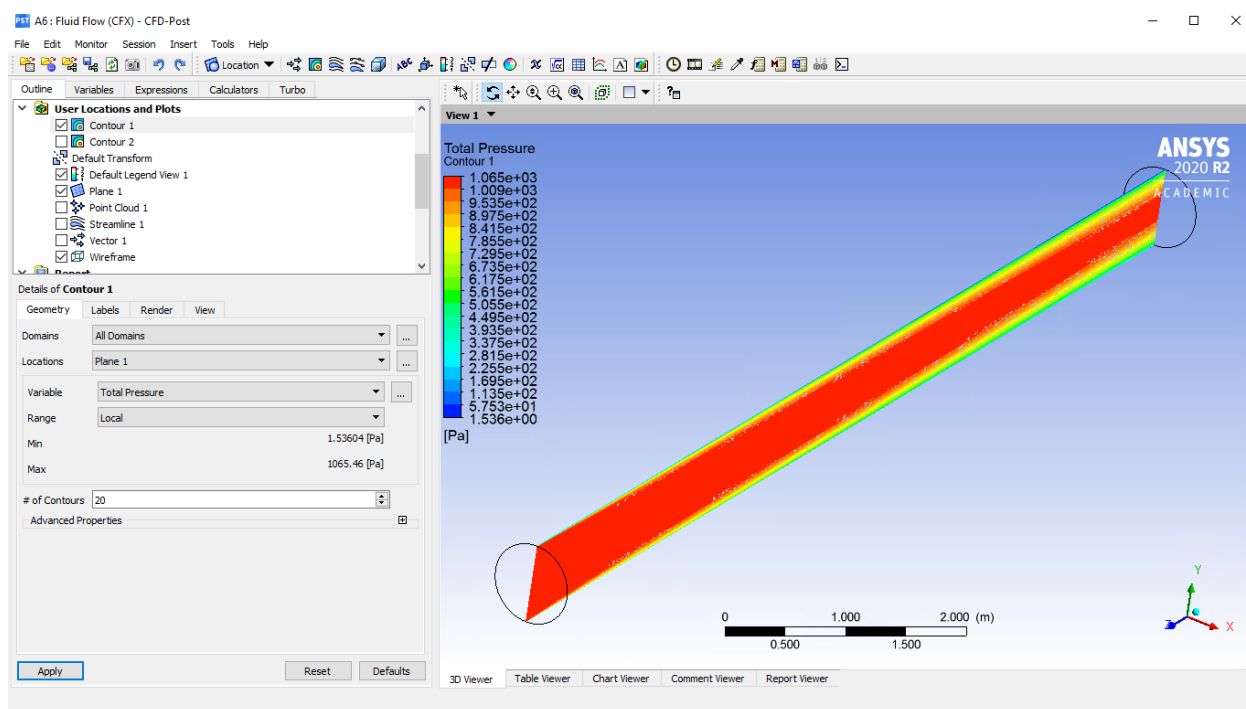 PST A6 : Fluid Flow (CFX) - CFD-Post
File Edit Monitor Session Insert Tools Help
Location
Outline Variables Expressions Calculators Turbo
User Locations and Plots
Contour 1
Contour 2
Default Transform
Default Legend View 1
Plane 1
Point Cloud 1
Streamline 1
Vector 1
Wireframe
Report
Details of Contour 1
Geometry Labels Render View
Domains All Domains ...
Locations Plane 1 ...
Variable Total Pressure ...
Range Local
Min 1.53604 [Pa]
Max 1065.46 [Pa]
# of Contours 20
Advanced Properties
Apply Reset Defaults
View 1
Total Pressure
Contour 1
1.065e+03
1.009e+03
9.535e+02
8.975e+02
8.415e+02
7.855e+02
7.295e+02
6.735e+02
6.175e+02
5.615e+02
5.055e+02
4.495e+02
3.935e+02
3.375e+02
2.815e+02
2.255e+02
1.695e+02
1.135e+02
5.753e+01
1.536e+00
[Pa]
ANSYS
2020 R2
ACADEMIC
0 1.000 2.000 (m)
0.500 1.500
Y
Z X
3D Viewer Table Viewer Chart Viewer Comment Viewer Report Viewer